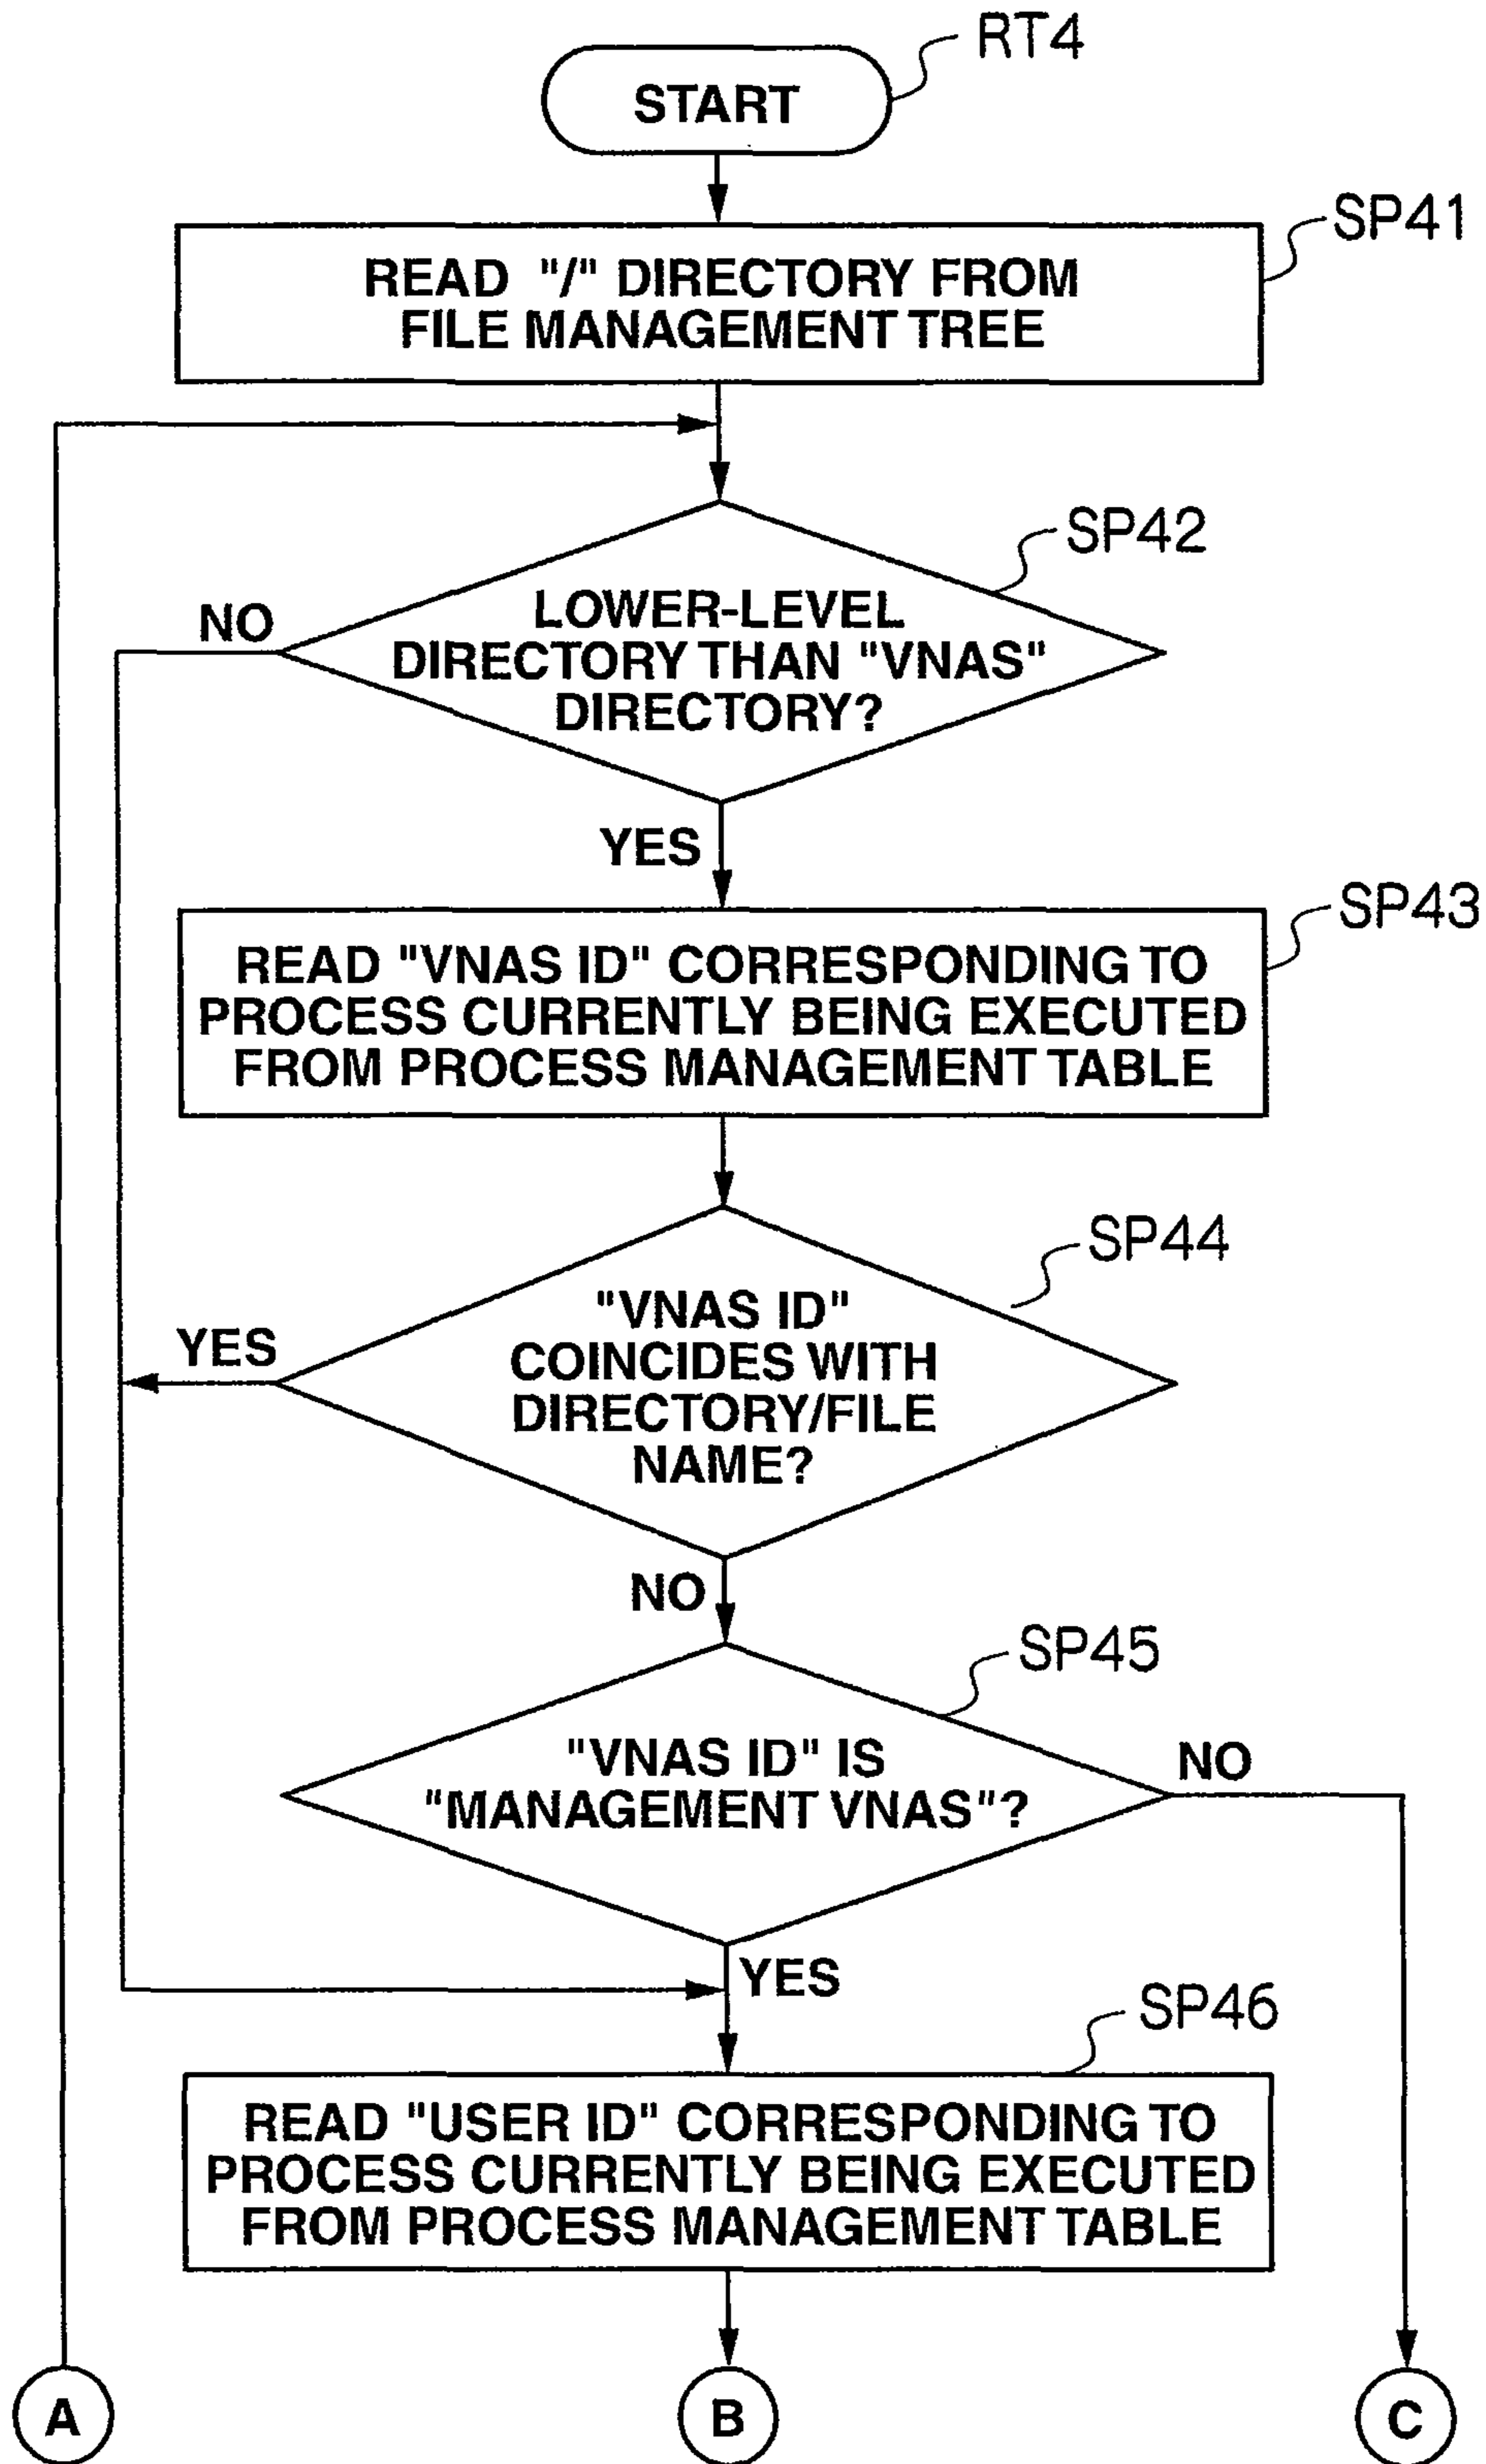 RT4
START
SP41
READ "/" DIRECTORY FROM
FILE MANAGEMENT TREE
SP42
LOWER-LEVEL
DIRECTORY THAN "VNAS"
DIRECTORY?
NO
YES
SP43
READ "VNAS ID" CORRESPONDING TO
PROCESS CURRENTLY BEING EXECUTED
FROM PROCESS MANAGEMENT TABLE
SP44
"VNAS ID"
COINCIDES WITH
DIRECTORY/FILE
NAME?
YES
NO
SP45
"VNAS ID" IS
"MANAGEMENT VNAS"?
NO
YES
SP46
READ "USER ID" CORRESPONDING TO
PROCESS CURRENTLY BEING EXECUTED
FROM PROCESS MANAGEMENT TABLE
A
B
C